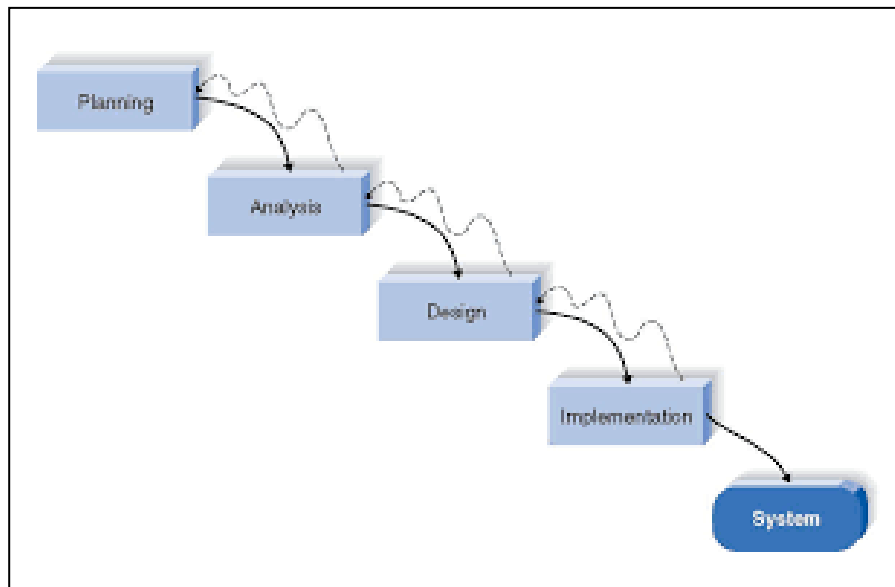 Planning
Analysis
Design
Implementation
System